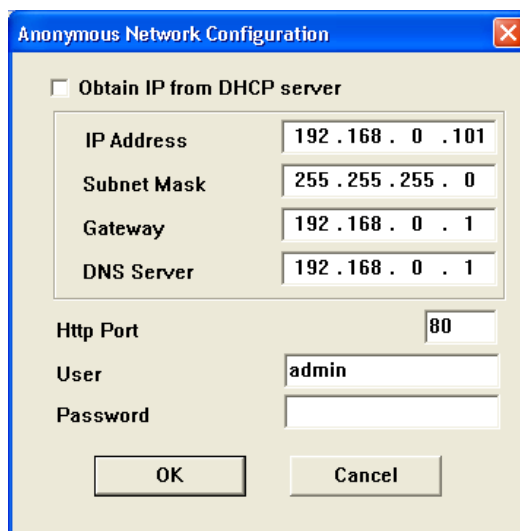 Anonymous Network Configuration
Obtain IP from DHCP server
IP Address 192 . 168 . 0 . 101
Subnet Mask 255 . 255 . 255 . 0
Gateway 192 . 168 . 0 . 1
DNS Server 192 . 168 . 0 . 1
Http Port 80
User admin
Password
OK Cancel